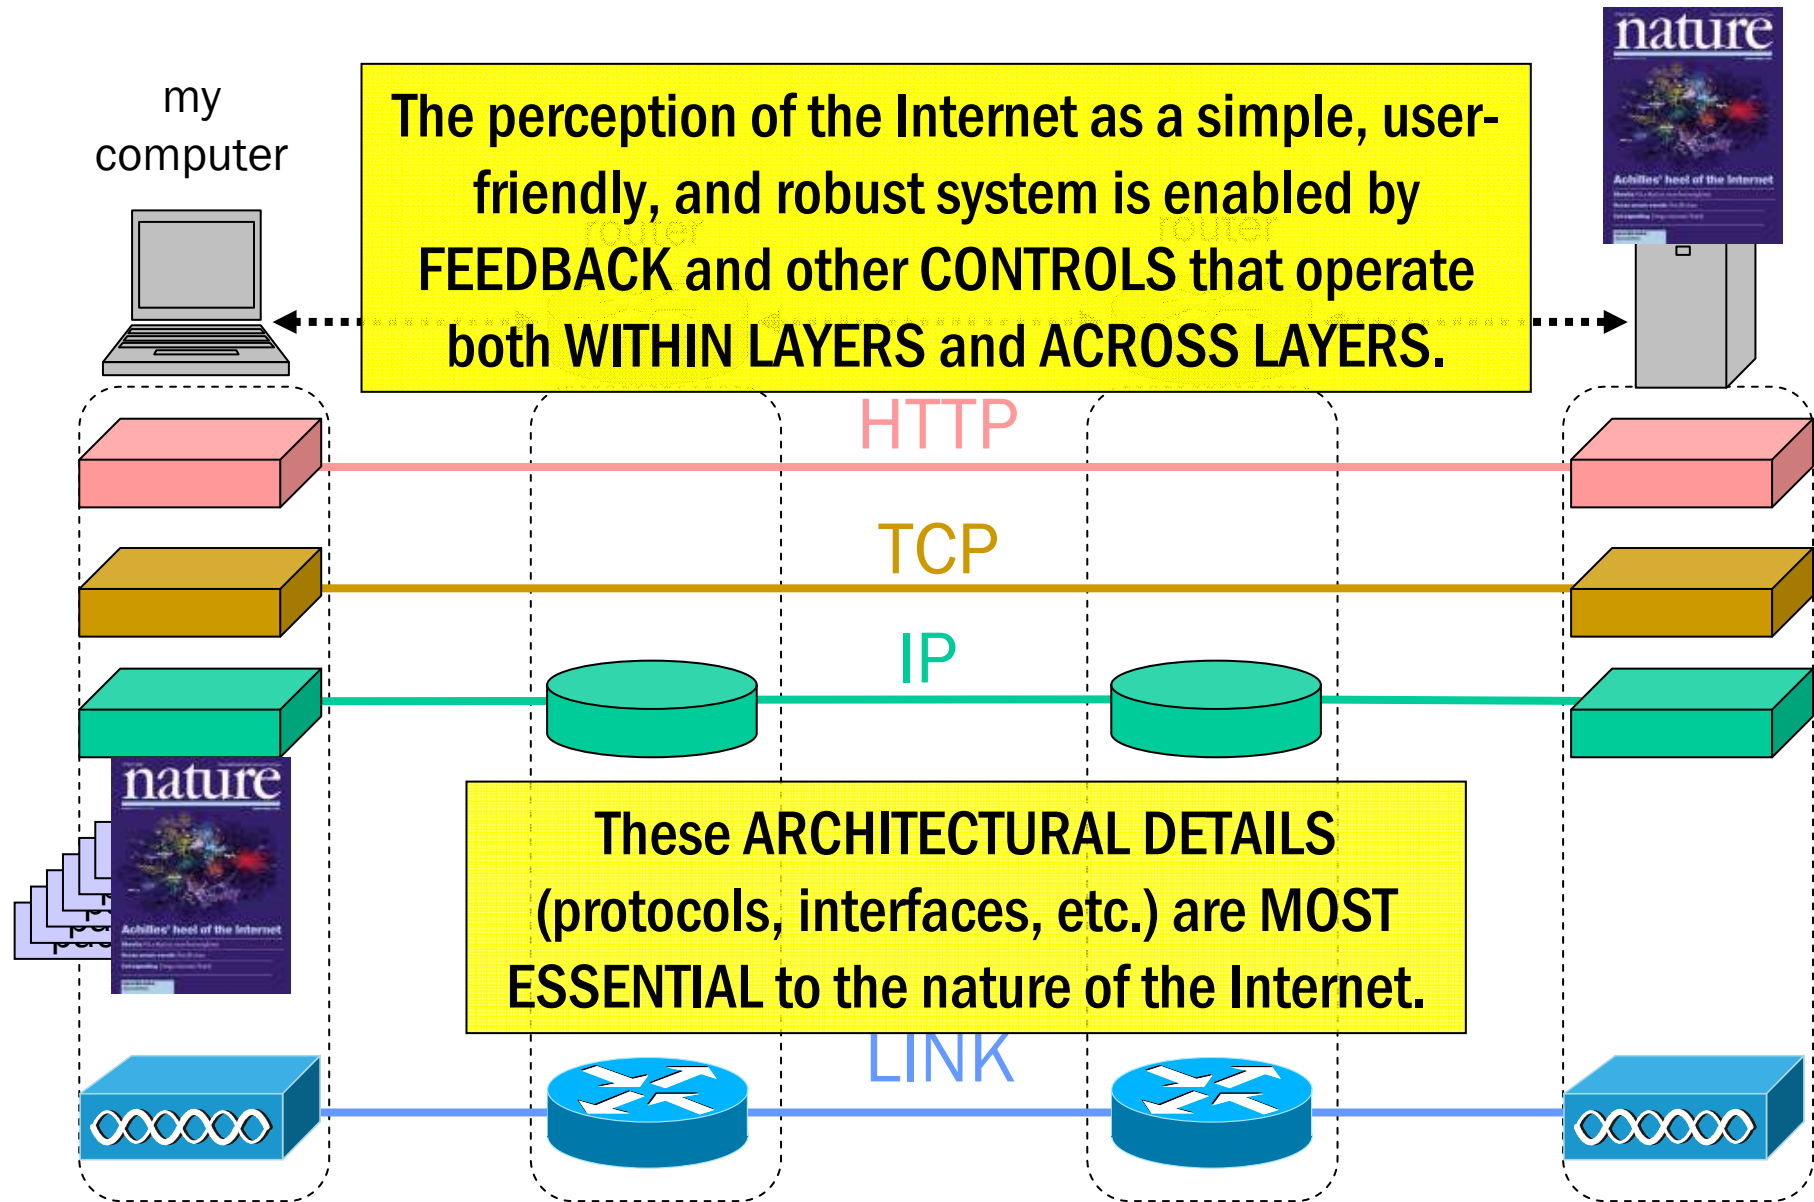 nature
Achilles' heel of the Internet
my
computer
The perception of the Internet as a simple, user-
friendly, and robust system is enabled by
FEEDBACK and other CONTROLS that operate
both WITHIN LAYERS and ACROSS LAYERS.
router
router
HTTP
TCP
IP
nature
Achilles' heel of the Internet
These ARCHITECTURAL DETAILS
(protocols, interfaces, etc.) are MOST
ESSENTIAL to the nature of the Internet.
LINK